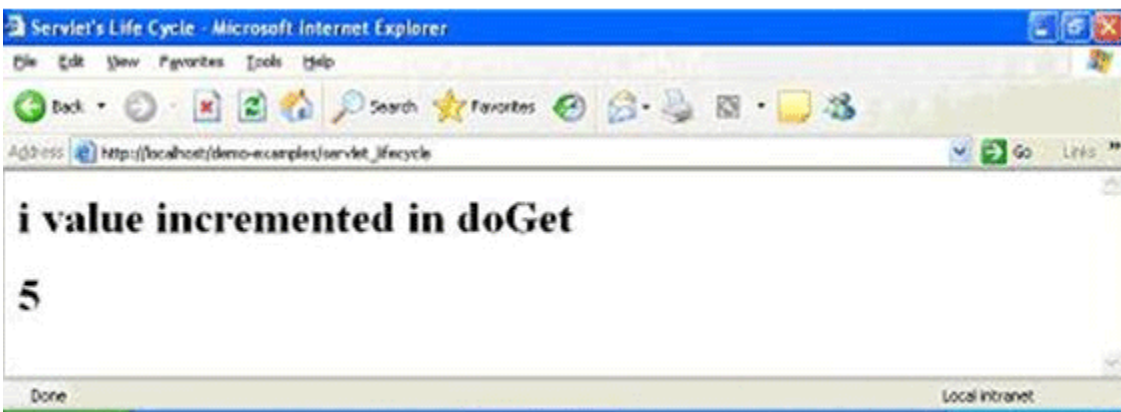 Servlet's Life Cycle - Microsoft Internet Explorer
File Edit View Favorites Tools Help
Back Search Favorites
Address http://localhost/demo-examples/servlet_lifecycle Go Links »
i value incremented in doGet
5
Done Local intranet